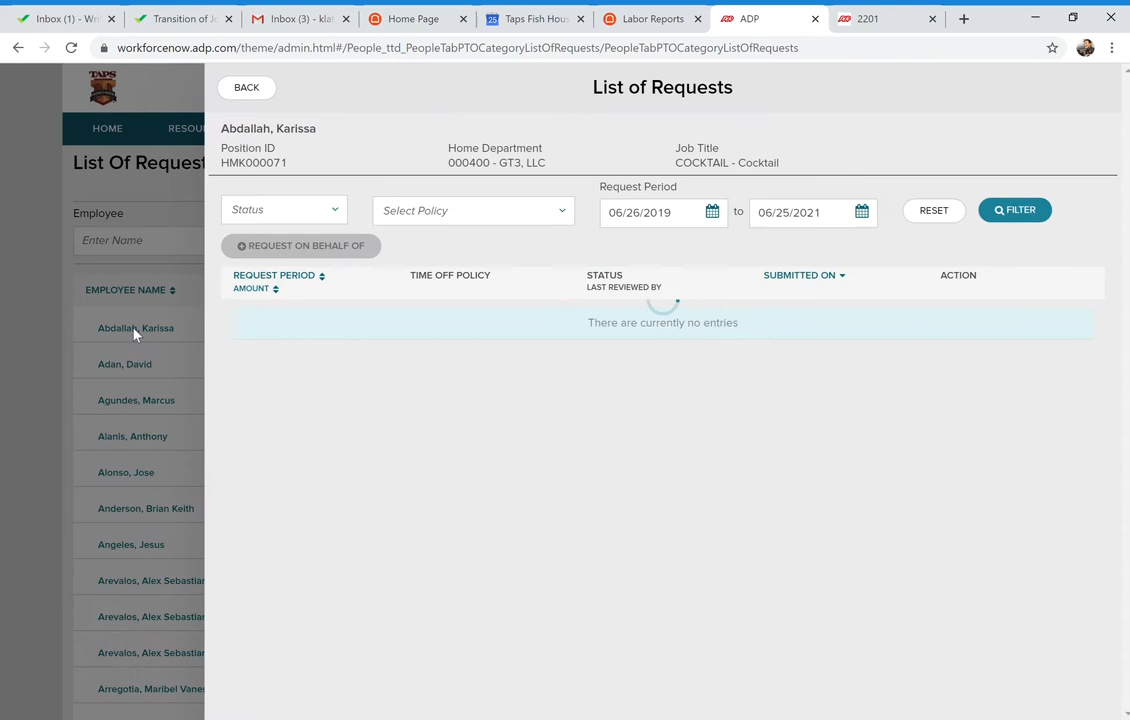 Inbox (1) - Wr
Transition of Jo
Inbox (3) - klat
Home Page
Taps Fish Hous
Labor Reports
ADP
2201
workforcenow.adp.com/theme/admin.html#/People_ttd_PeopleTabPTOCategoryListOfRequests/PeopleTabPTOCategoryListOfRequests
TAPS
BACK
List of Requests
HOME
RESOU
Abdallah, Karissa
Position ID
Home Department
Job Title
HMK000071
000400 - GT3, LLC
COCKTAIL - Cocktail
List Of Request
Request Period
Employee
Status
Select Policy
06/26/2019
to
06/25/2021
RESET
FILTER
Enter Name
REQUEST ON BEHALF OF
REQUEST PERIOD
TIME OFF POLICY
STATUS
SUBMITTED ON
ACTION
AMOUNT
LAST REVIEWED BY
EMPLOYEE NAME
There are currently no entries
Abdallah, Karissa
Adan, David
Agundes, Marcus
Alanis, Anthony
Alonso, Jose
Anderson, Brian Keith
Angeles, Jesus
Arevalos, Alex Sebastian
Arevalos, Alex Sebastian
Arevalos, Alex Sebastian
Arregotia, Maribel Vanes